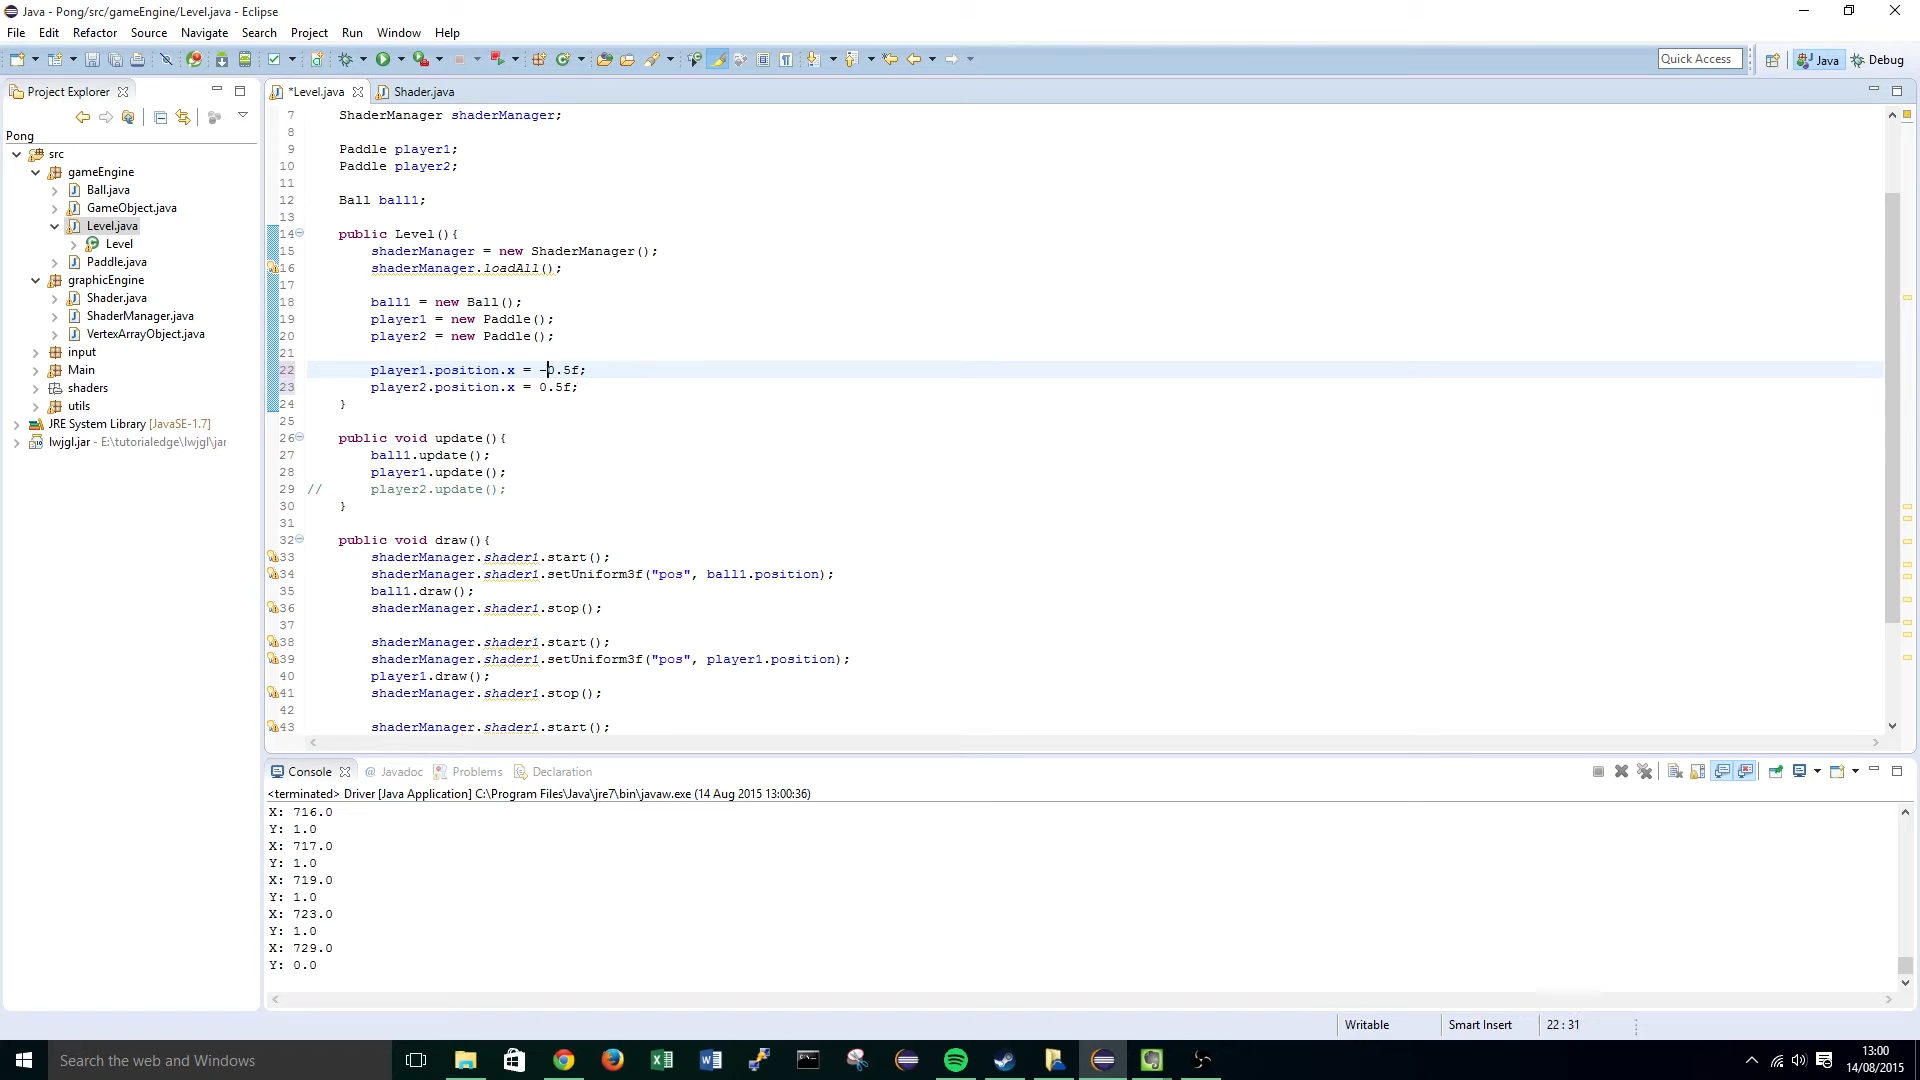 Java - Pong/src/gameEngine/Level.java - Eclipse
File Edit Refactor Source Navigate Search Project Run Window Help
Quick Access Java Debug
Project Explorer
*Level.java Shader.java
Pong
src
gameEngine
Ball.java
GameObject.java
Level.java
Level
Paddle.java
graphicEngine
Shader.java
ShaderManager.java
VertexArrayObject.java
input
Main
shaders
utils
JRE System Library [JavaSE-1.7]
lwjgl.jar - E:\tutorialedge\lwjgl\jar
7 ShaderManager shaderManager;
8
9 Paddle player1;
10 Paddle player2;
11
12 Ball ball1;
13
14 public Level(){
15 shaderManager = new ShaderManager();
16 shaderManager.loadAll();
17
18 ball1 = new Ball();
19 player1 = new Paddle();
20 player2 = new Paddle();
21
22 player1.position.x = -0.5f;
23 player2.position.x = 0.5f;
24 }
25
26 public void update(){
27 ball1.update();
28 player1.update();
29 // player2.update();
30 }
31
32 public void draw(){
33 shaderManager.shader1.start();
34 shaderManager.shader1.setUniform3f("pos", ball1.position);
35 ball1.draw();
36 shaderManager.shader1.stop();
37
38 shaderManager.shader1.start();
39 shaderManager.shader1.setUniform3f("pos", player1.position);
40 player1.draw();
41 shaderManager.shader1.stop();
42
43 shaderManager.shader1.start();
Console @ Javadoc Problems Declaration
<terminated> Driver [Java Application] C:\Program Files\Java\jre7\bin\javaw.exe (14 Aug 2015 13:00:36)
X: 716.0
Y: 1.0
X: 717.0
Y: 1.0
X: 719.0
Y: 1.0
X: 723.0
Y: 1.0
X: 729.0
Y: 0.0
Writable Smart Insert 22 : 31
Search the web and Windows
13:00
14/08/2015